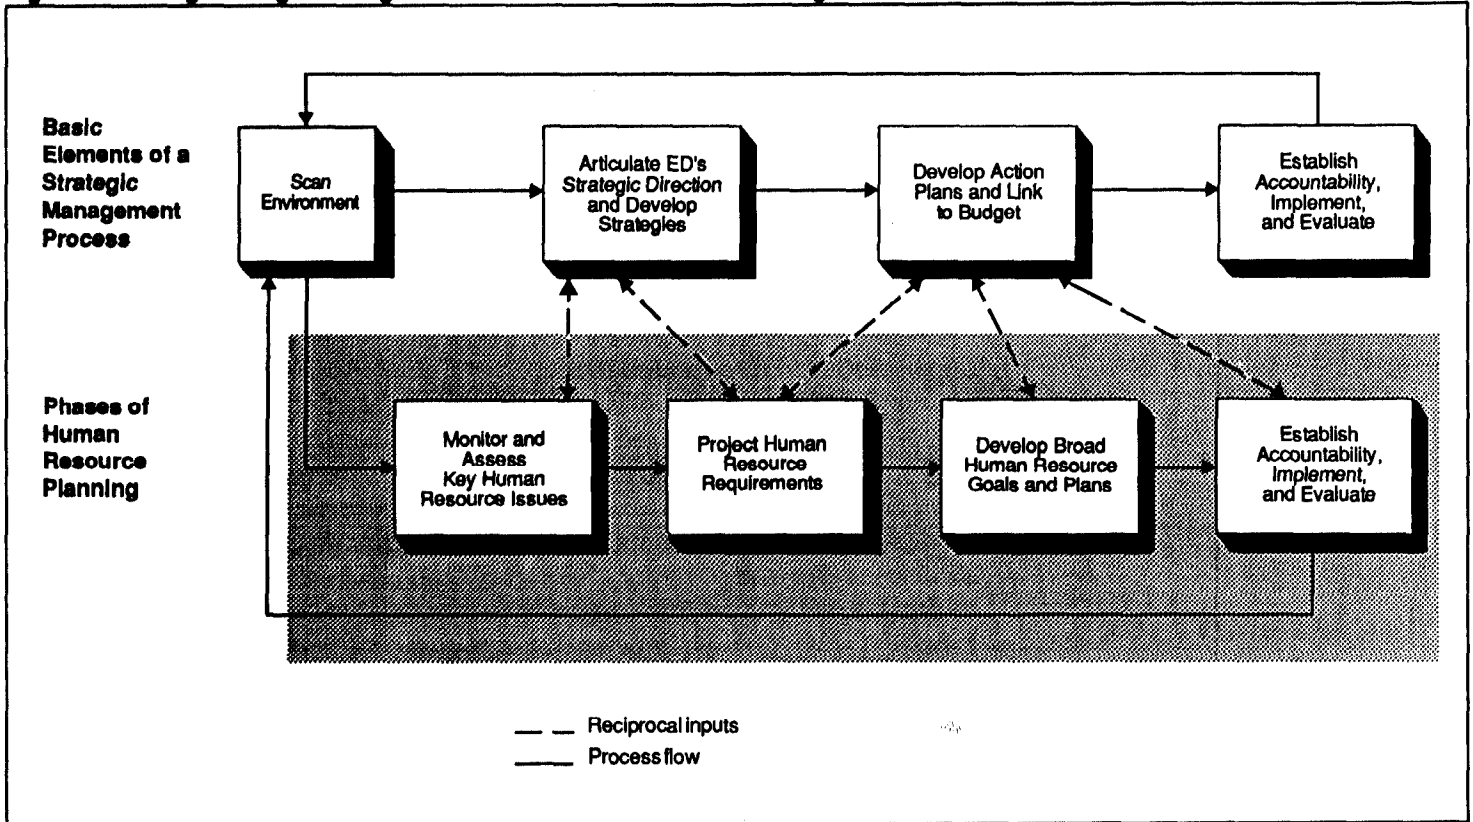 Basic
Elements of a
Strategic
Management
Process
Scan
Environment
Articulate ED's
Strategic Direction
and Develop
Strategies
Develop Action
Plans and Link
to Budget
Establish
Accountability,
Implement,
and Evaluate
Phases of
Human
Resource
Planning
Monitor and
Assess
Key Human
Resource Issues
Project Human
Resource
Requirements
Develop Broad
Human Resource
Goals and Plans
Establish
Accountability,
Implement,
and Evaluate
Reciprocal inputs
Process flow